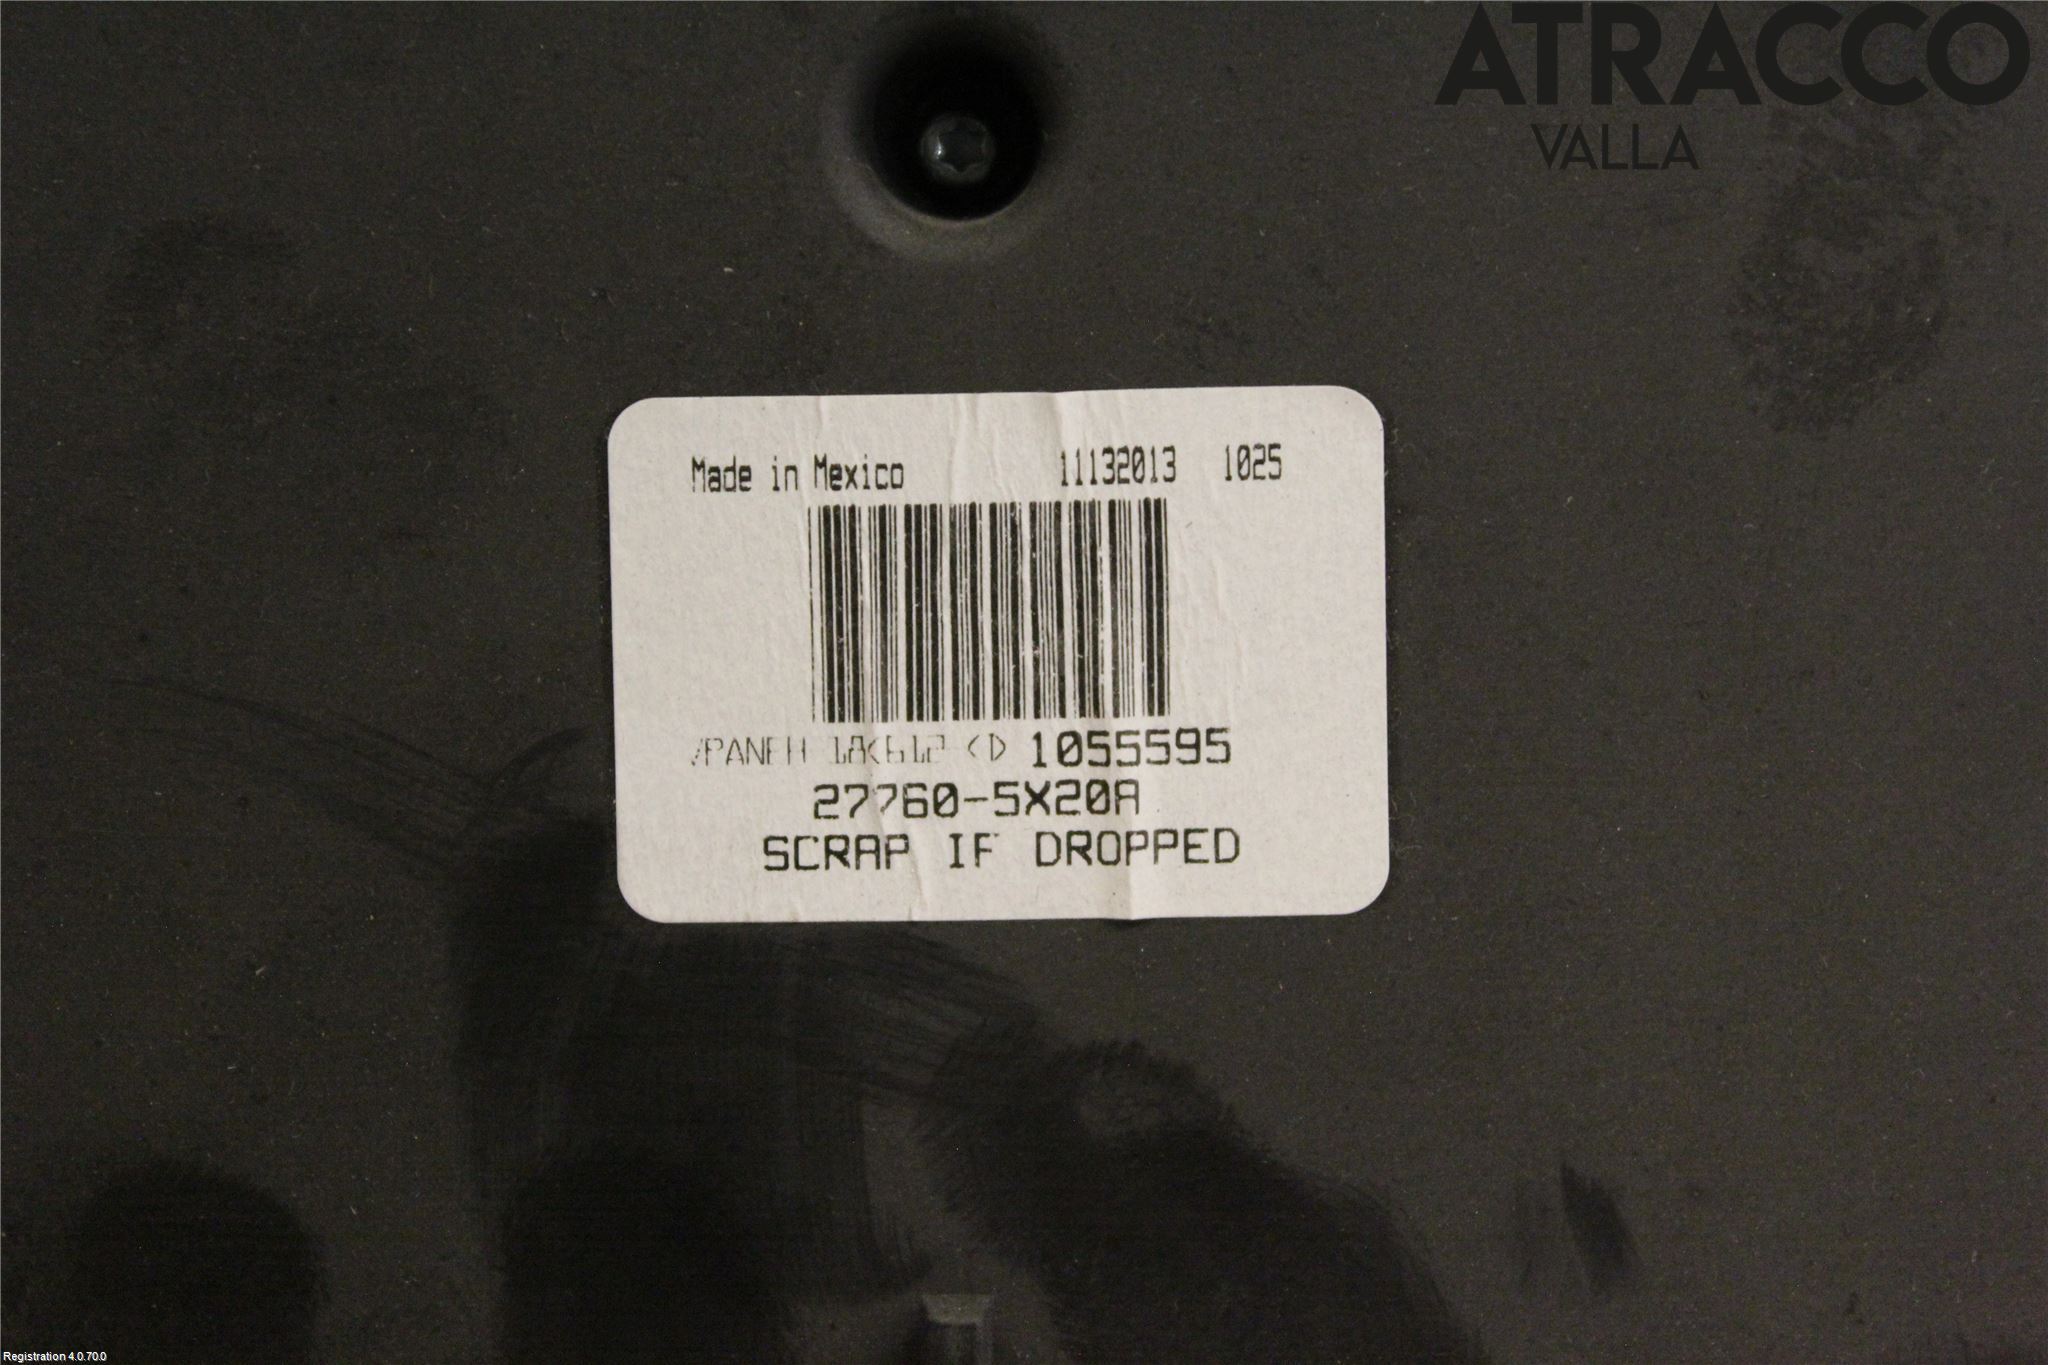 ATRACCO
VALLA
Made in Mexico 11132013 1025
1055595
27760-5X20A
SCRAP IF DROPPED
Registration 4.0.70.0